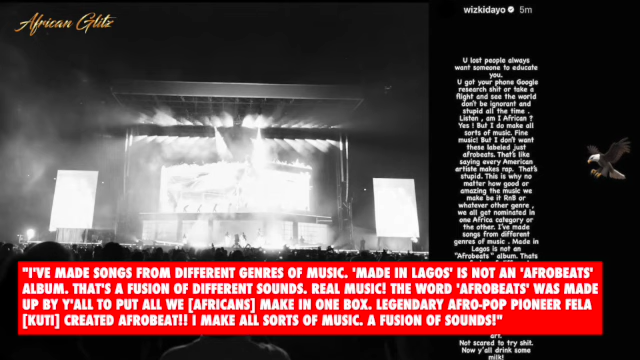 African Glitz
wizkidayo 5m
U lost people always
want someone to educate
you.
U got your phone Google
research shit or take a
flight and see the world
don't be ignorant and
stupid all the time .
Listen , am I African ?
Yes ! But I do make all
sorts of music. Fine
music! But I don't want
these labeled just
afrobeats. That's like
saying every American
artiste makes rap. That's
stupid. This is why no
matter how good or
amazing the music we
make be it RnB or
whatever other genre ,
we all get nominated in
one Africa category or
the other. I've made
songs from different
genres of music . Made in
Lagos is not an
"Afrobeats " album. Thats
"I'VE MADE SONGS FROM DIFFERENT GENRES OF MUSIC. 'MADE IN LAGOS' IS NOT AN 'AFROBEATS'
ALBUM. THAT'S A FUSION OF DIFFERENT SOUNDS. REAL MUSIC! THE WORD 'AFROBEATS' WAS MADE
UP BY Y'ALL TO PUT ALL WE [AFRICANS] MAKE IN ONE BOX. LEGENDARY AFRO-POP PIONEER FELA
[KUTI] CREATED AFROBEAT!! I MAKE ALL SORTS OF MUSIC. A FUSION OF SOUNDS!"
Not scared to try shit.
Now y'all drink some
milk!